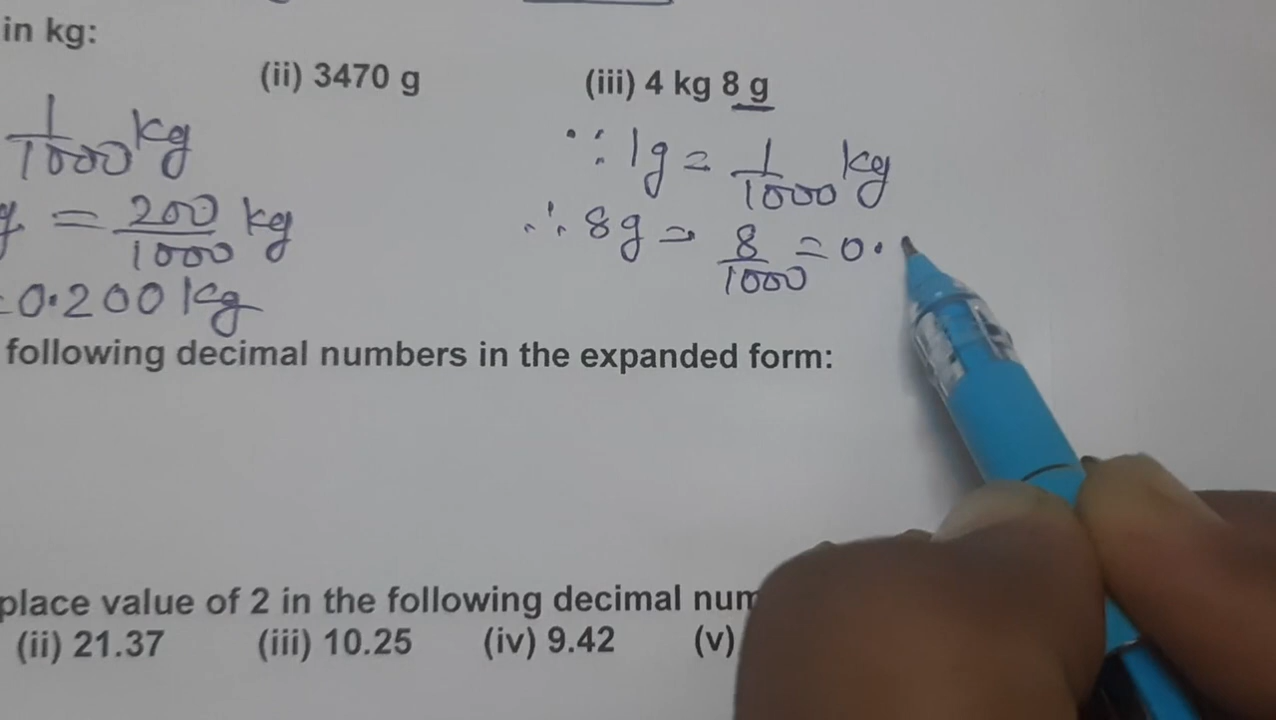 in kg:
(ii) 3470 g
(iii) 4 kg 8 g
1/1000 kg
∵ 1g = 1/1000 kg
= 200/1000 kg
∴ 8g = 8/1000 = 0.
=0.200 kg
following decimal numbers in the expanded form:
place value of 2 in the following decimal
(ii) 21.37 (iii) 10.25 (iv) 9.42 (v)